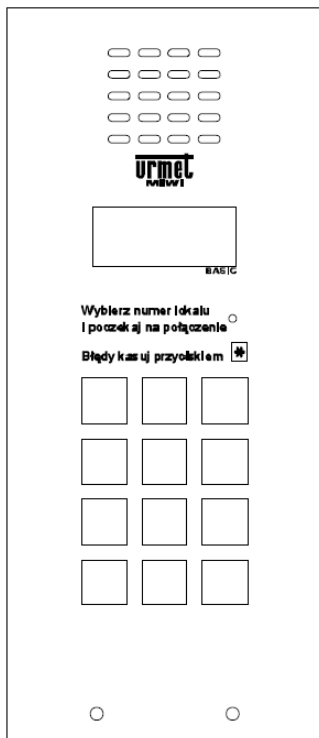 urmet
MIWI
BASIC
Wybierz numer lokalu
i poczekaj na połączenie
Błędy kasuj przyciskiem *